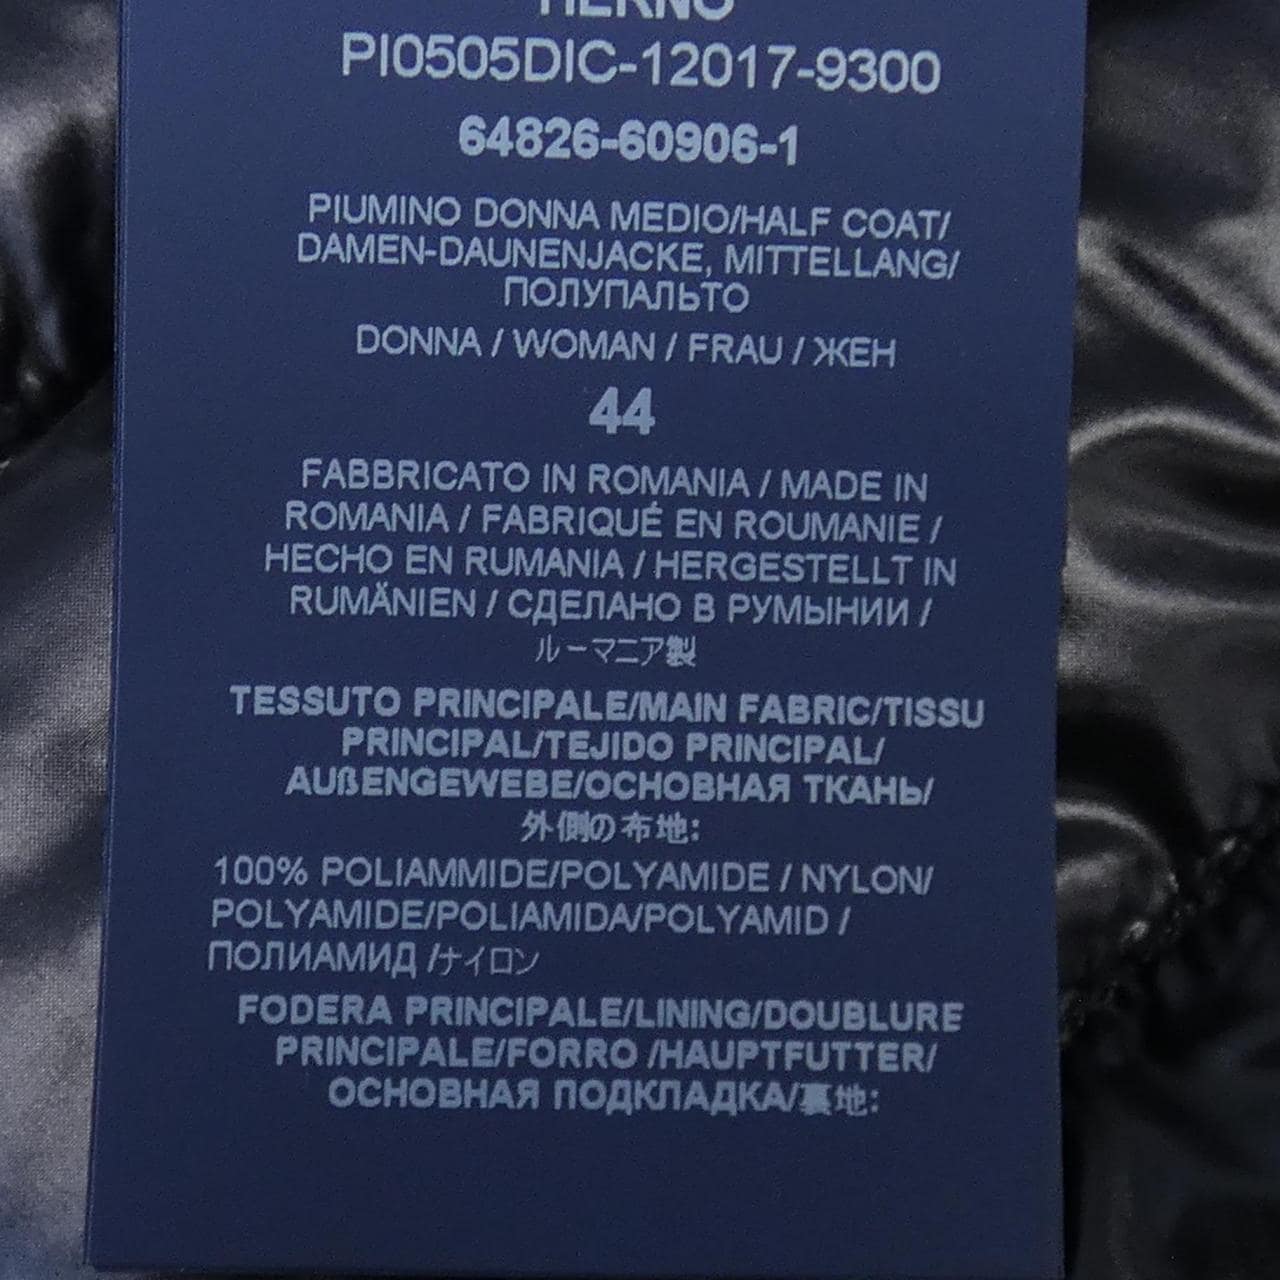 HERNO
PI0505DIC-12017-9300
64826-60906-1
PIUMINO DONNA MEDIO/HALF COAT/
DAMEN-DAUNENJACKE, MITTELLANG/
ПОЛУПАЛЬТО
DONNA / WOMAN / FRAU / ЖЕН
44
FABBRICATO IN ROMANIA / MADE IN
ROMANIA / FABRIQUÉ EN ROUMANIE /
HECHO EN RUMANIA / HERGESTELLT IN
RUMÄNIEN / СДЕЛАНО В РУМЫНИИ /
ルーマニア製
TESSUTO PRINCIPALE/MAIN FABRIC/TISSU
PRINCIPAL/TEJIDO PRINCIPAL/
AUßENGEWEBE/ОСНОВНАЯ ТКАНЬ/
外側の布地:
100% POLIAMMIDE/POLYAMIDE / NYLON/
POLYAMIDE/POLIAMIDA/POLYAMID /
ПОЛИАМИД /ナイロン
FODERA PRINCIPALE/LINING/DOUBLURE
PRINCIPALE/FORRO /HAUPTFUTTER/
ОСНОВНАЯ ПОДКЛАДКА/裏地: